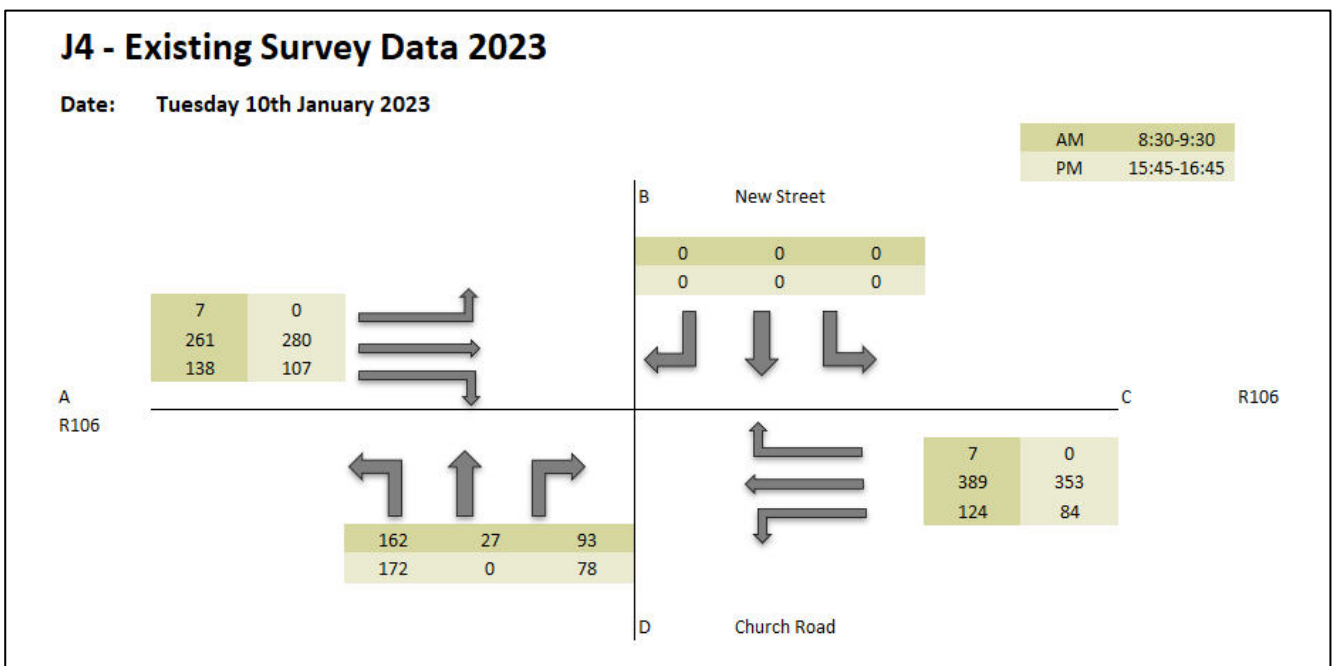 J4 - Existing Survey Data 2023
Date: Tuesday 10th January 2023
AM 8:30-9:30
PM 15:45-16:45
B New Street
0 0 0
0 0 0
7 0
261 280
138 107
A
R106
C R106
7 0
389 353
124 84
162 27 93
172 0 78
D Church Road